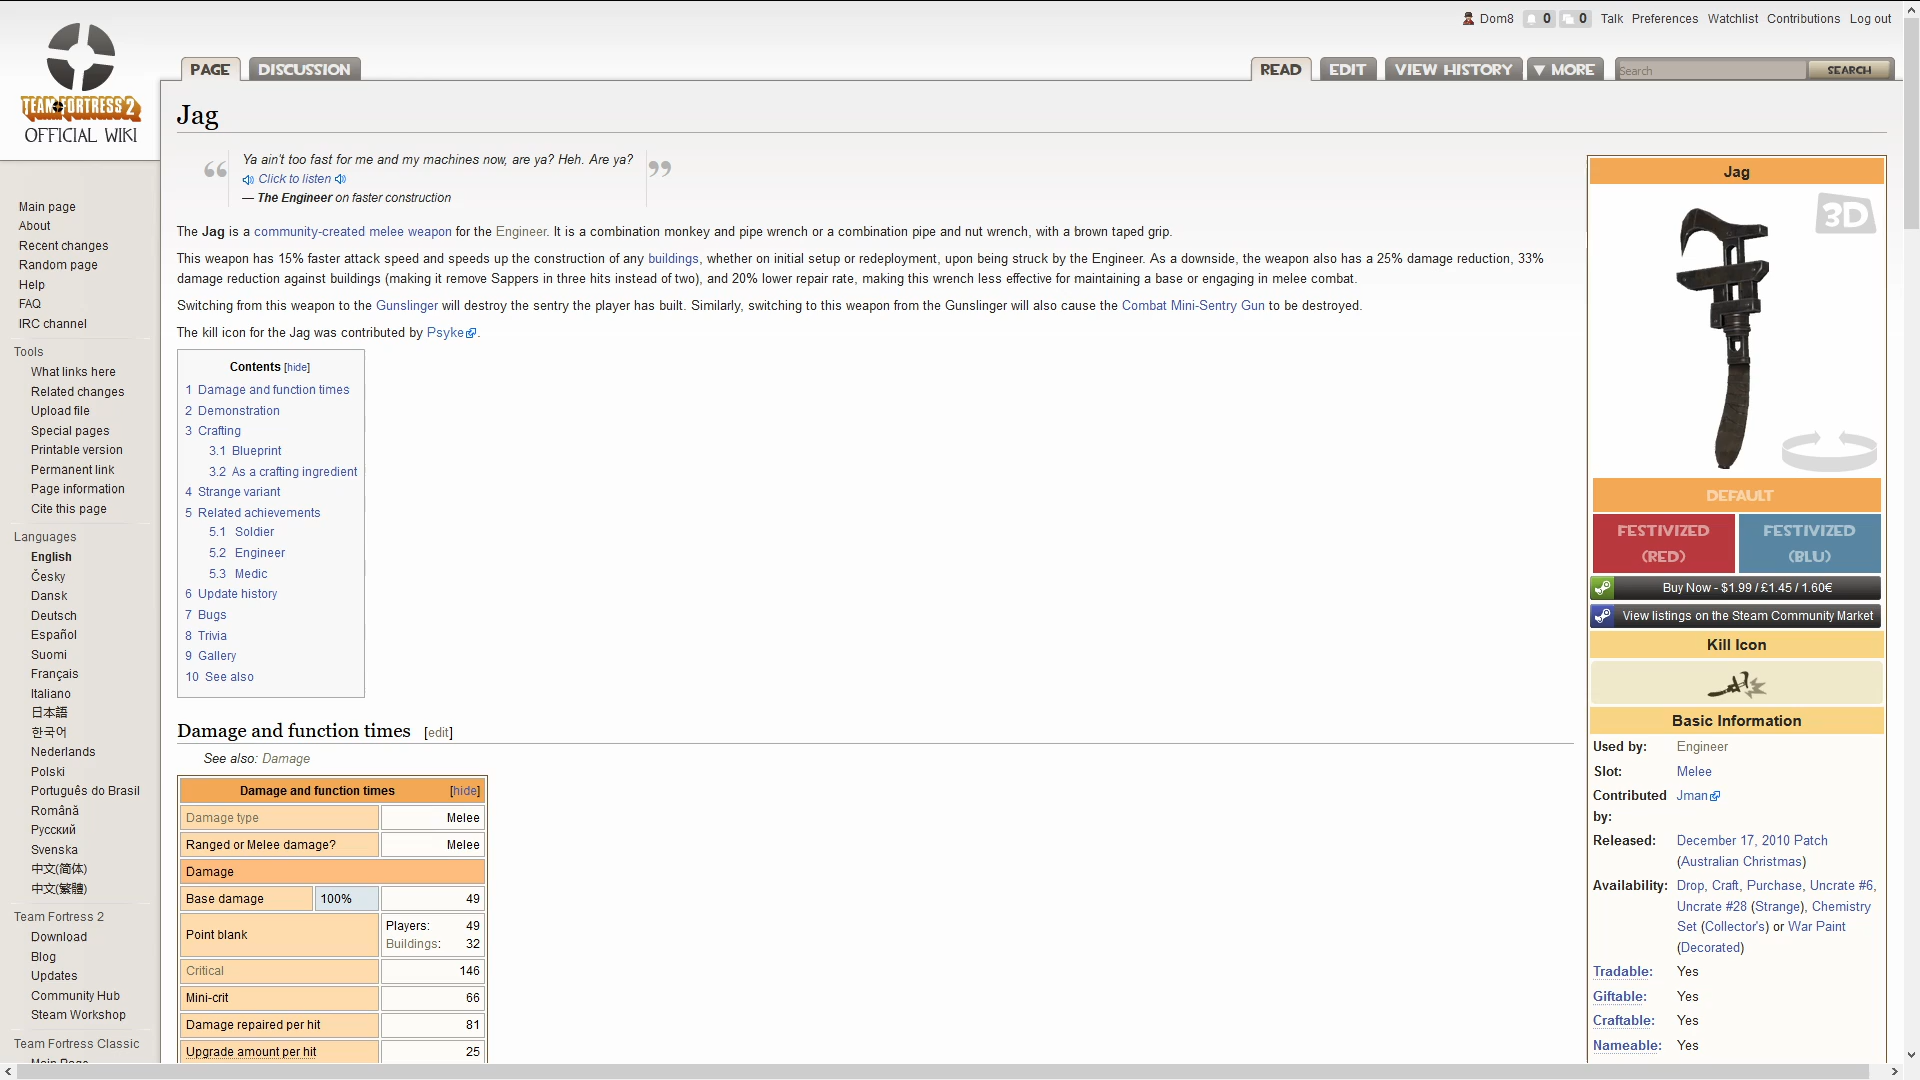 Dom8 0 0 Talk Preferences Watchlist Contributions Log out
TEAM FORTRESS 2
OFFICIAL WIKI
PAGE DISCUSSION READ EDIT VIEW HISTORY ▼ MORE Search SEARCH
Jag
“ Ya ain't too fast for me and my machines now, are ya? Heh. Are ya? ”
Click to listen
— The Engineer on faster construction
The Jag is a community-created melee weapon for the Engineer. It is a combination monkey and pipe wrench or a combination pipe and nut wrench, with a brown taped grip.
This weapon has 15% faster attack speed and speeds up the construction of any buildings, whether on initial setup or redeployment, upon being struck by the Engineer. As a downside, the weapon also has a 25% damage reduction, 33%
damage reduction against buildings (making it remove Sappers in three hits instead of two), and 20% lower repair rate, making this wrench less effective for maintaining a base or engaging in melee combat.
Switching from this weapon to the Gunslinger will destroy the sentry the player has built. Similarly, switching to this weapon from the Gunslinger will also cause the Combat Mini-Sentry Gun to be destroyed.
The kill icon for the Jag was contributed by Psyke.
Contents [hide]
1 Damage and function times
2 Demonstration
3 Crafting
3.1 Blueprint
3.2 As a crafting ingredient
4 Strange variant
5 Related achievements
5.1 Soldier
5.2 Engineer
5.3 Medic
6 Update history
7 Bugs
8 Trivia
9 Gallery
10 See also
Damage and function times [edit]
See also: Damage
Damage and function times [hide]
Damage type Melee
Ranged or Melee damage? Melee
Damage
Base damage 100% 49
Point blank Players: 49
Buildings: 32
Critical 146
Mini-crit 66
Damage repaired per hit 81
Upgrade amount per hit 25
Main page
About
Recent changes
Random page
Help
FAQ
IRC channel
Tools
What links here
Related changes
Upload file
Special pages
Printable version
Permanent link
Page information
Cite this page
Languages
English
Česky
Dansk
Deutsch
Español
Suomi
Français
Italiano
日本語
한국어
Nederlands
Polski
Português do Brasil
Română
Русский
Svenska
中文(简体)
中文(繁體)
Team Fortress 2
Download
Blog
Updates
Community Hub
Steam Workshop
Team Fortress Classic
Main Page
Jag
3D
DEFAULT
FESTIVIZED (RED)
FESTIVIZED (BLU)
Buy Now - $1.99 / £1.45 / 1.60€
View listings on the Steam Community Market
Kill Icon
Basic Information
Used by: Engineer
Slot: Melee
Contributed by: Jman
Released: December 17, 2010 Patch
(Australian Christmas)
Availability: Drop, Craft, Purchase, Uncrate #6,
Uncrate #28 (Strange), Chemistry
Set (Collector's) or War Paint
(Decorated)
Tradable: Yes
Giftable: Yes
Craftable: Yes
Nameable: Yes